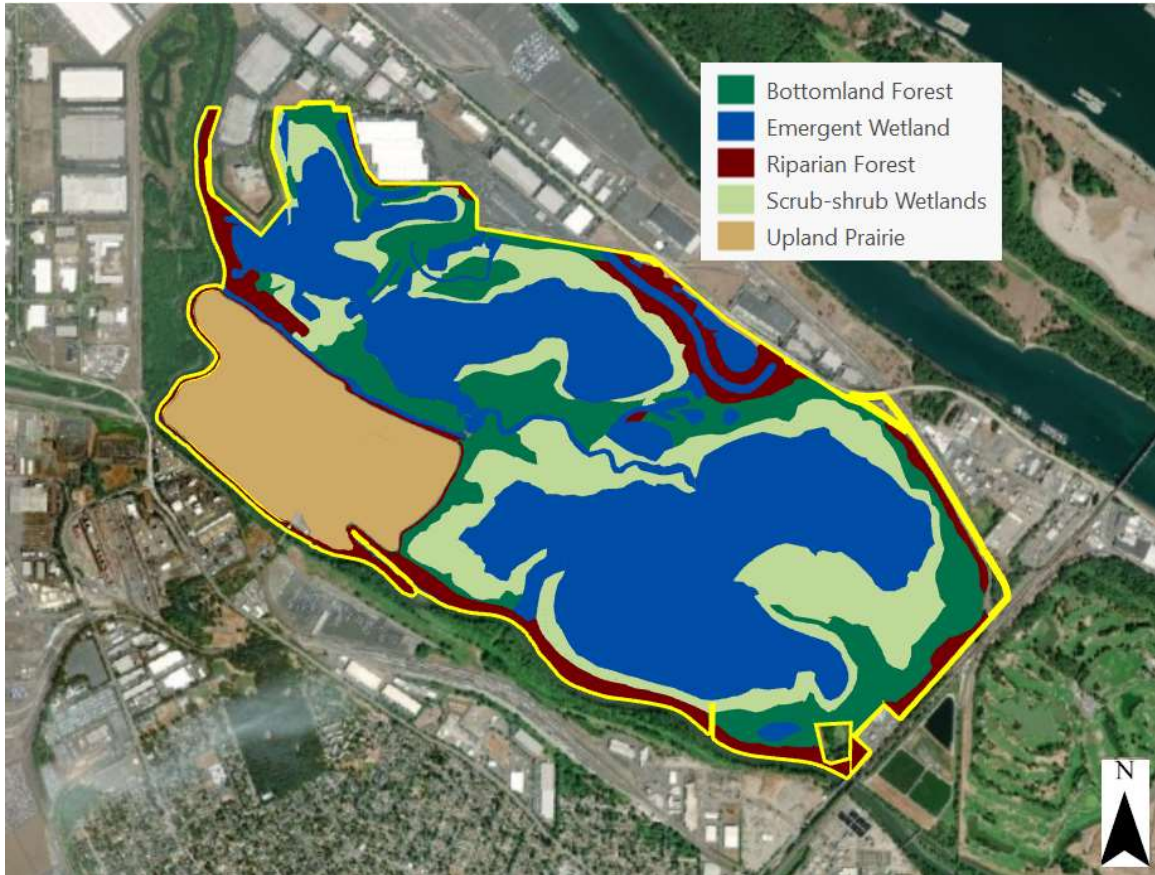 Bottomland Forest
Emergent Wetland
Riparian Forest
Scrub-shrub Wetlands
Upland Prairie
N